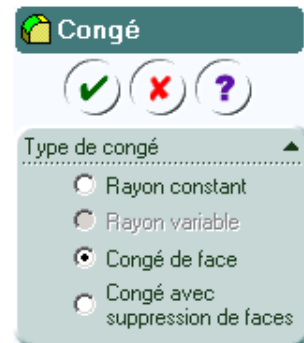 Congé
?
Type de congé
Rayon constant
Rayon variable
Congé de face
Congé avec
suppression de faces